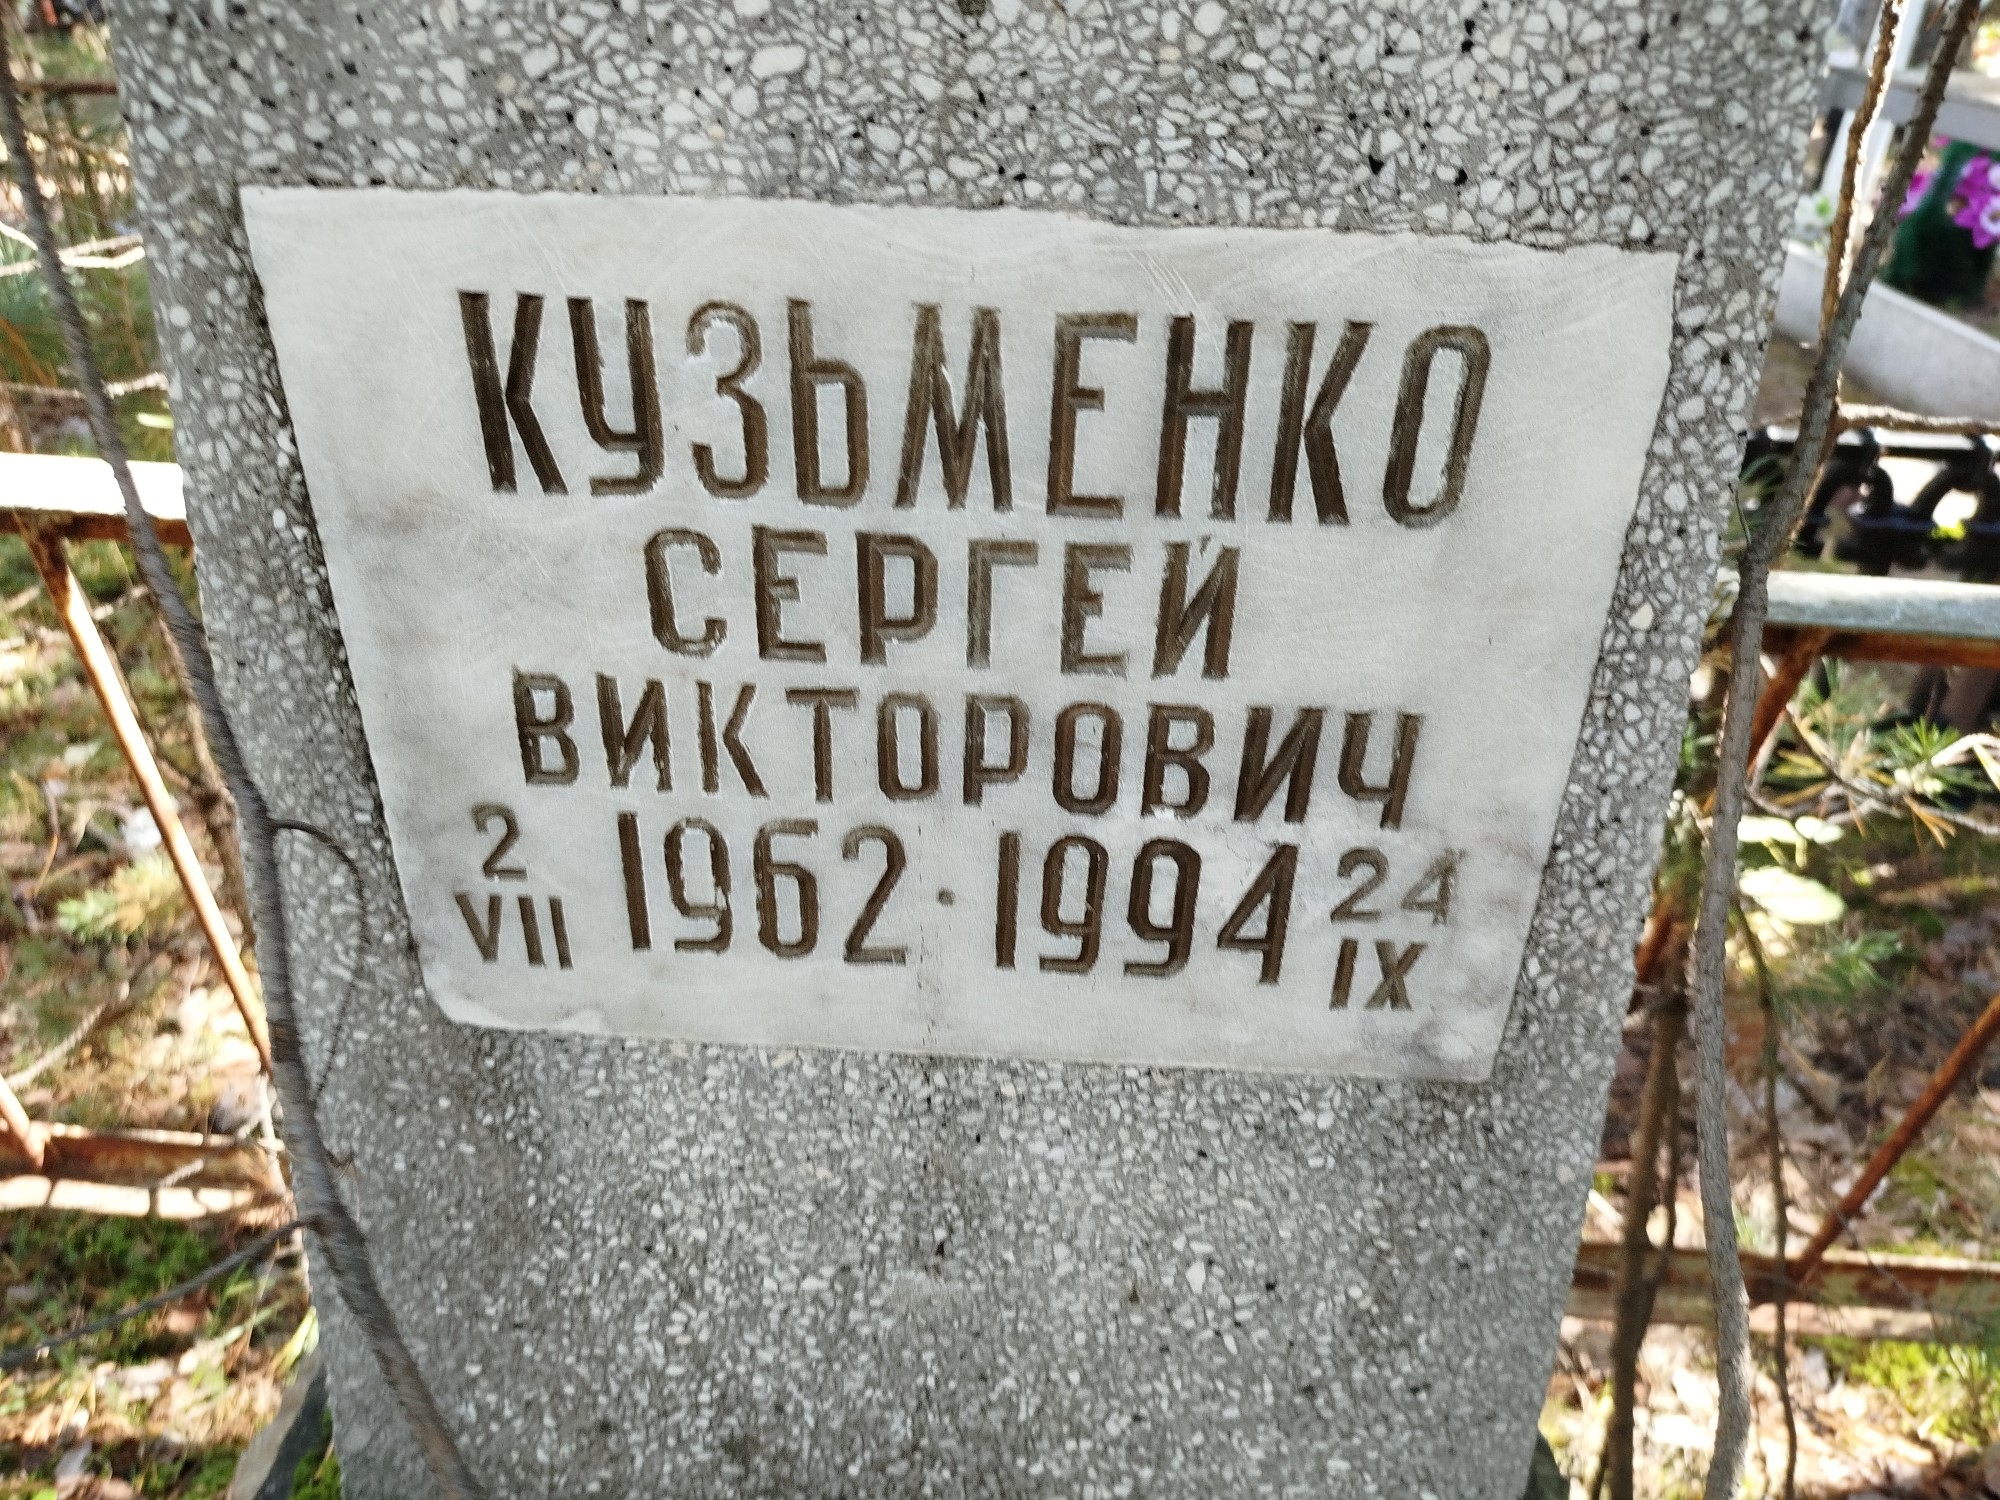 КУЗЬМЕНКО
СЕРГЕЙ
ВИКТОРОВИЧ
2 VII 1962 · 1994 24 IX